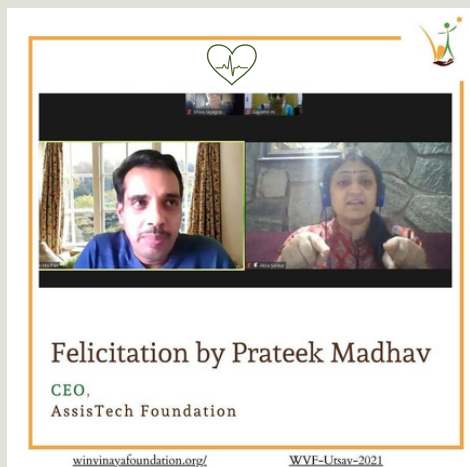 Felicitation by Prateek Madhav
CEO,
AssisTech Foundation
winvinayafoundation.org/
WVF-Utsav-2021